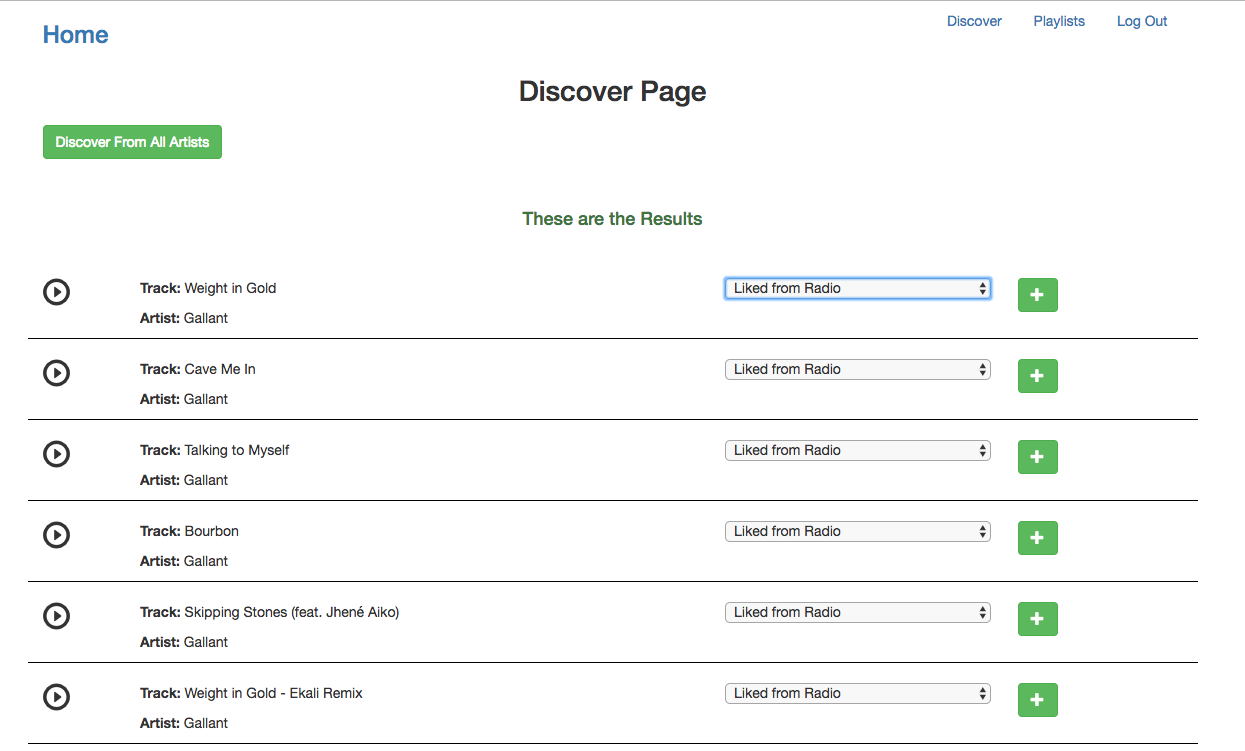 Home
Discover Playlists Log Out
Discover Page
Discover From All Artists
These are the Results
Track: Weight in Gold
Liked from Radio
Artist: Gallant
Track: Cave Me In
Liked from Radio
Artist: Gallant
Track: Talking to Myself
Liked from Radio
Artist: Gallant
Track: Bourbon
Liked from Radio
Artist: Gallant
Track: Skipping Stones (feat. Jhené Aiko)
Liked from Radio
Artist: Gallant
Track: Weight in Gold - Ekali Remix
Liked from Radio
Artist: Gallant